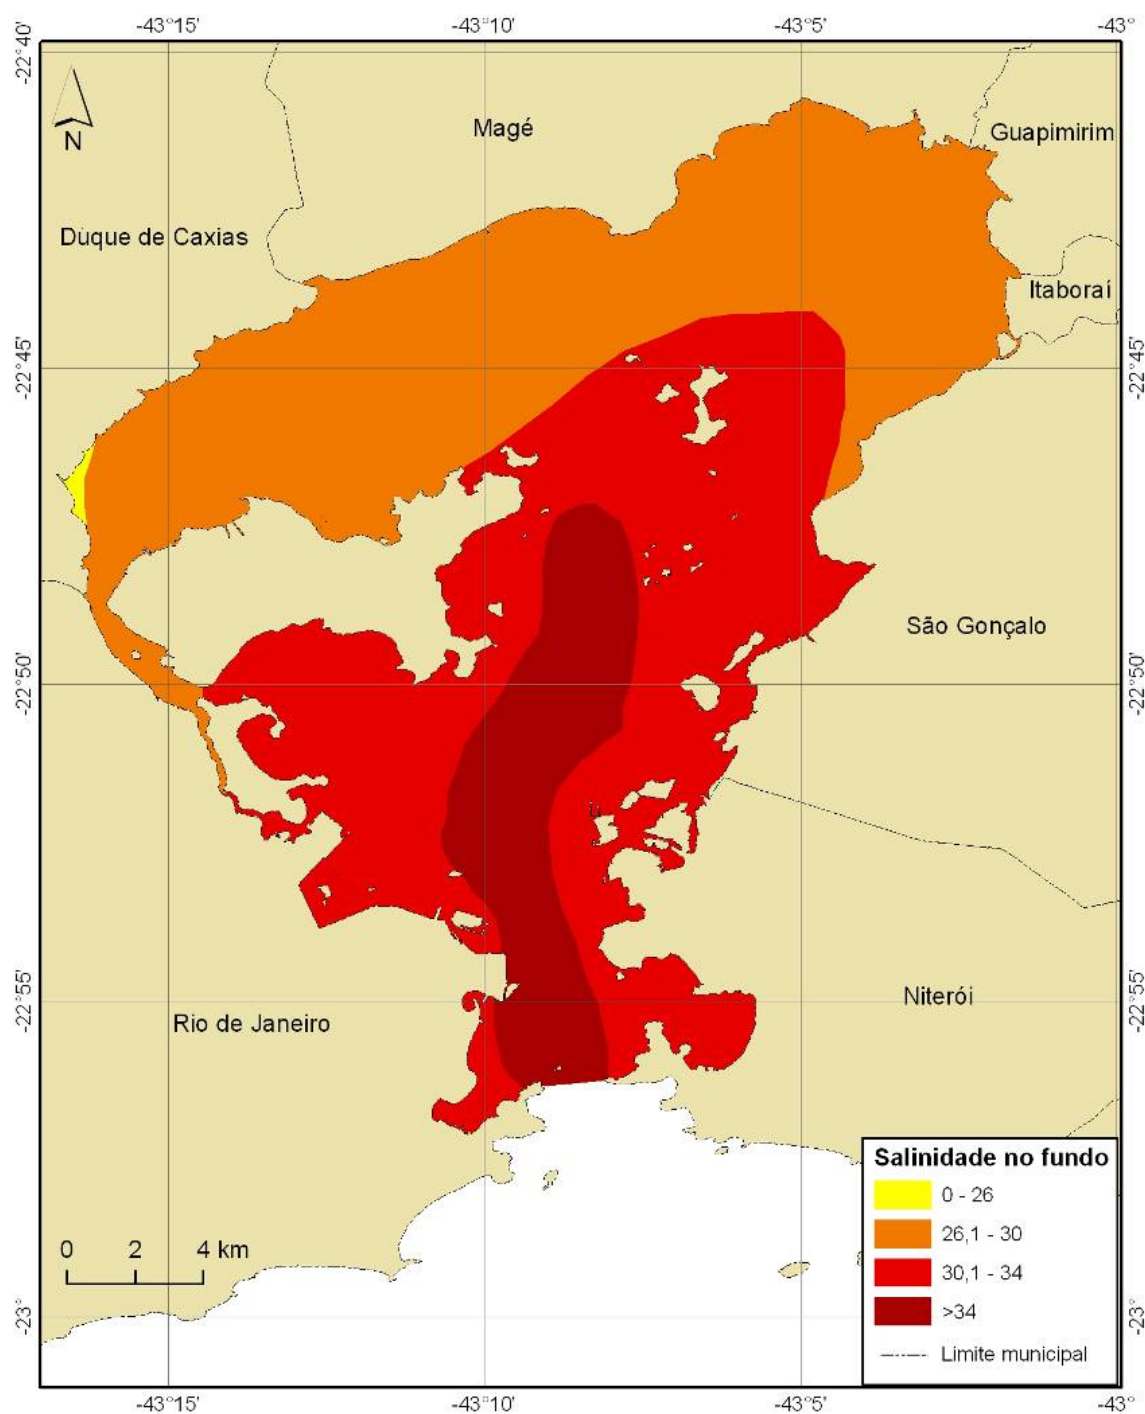 -43°15' -43°10' -43°5' -43°
-22°40' -22°40'
N
Magé
Guapimirim
Duque de Caxias
Itaboraí
-22°45' -22°45'
São Gonçalo
-22°50' -22°50'
-22°55' -22°55'
Niterói
Rio de Janeiro
Salinidade no fundo
0 - 26
26,1 - 30
30,1 - 34
>34
Limite municipal
0 2 4 km
-23° -23°
-43°15' -43°10' -43°5' -43°